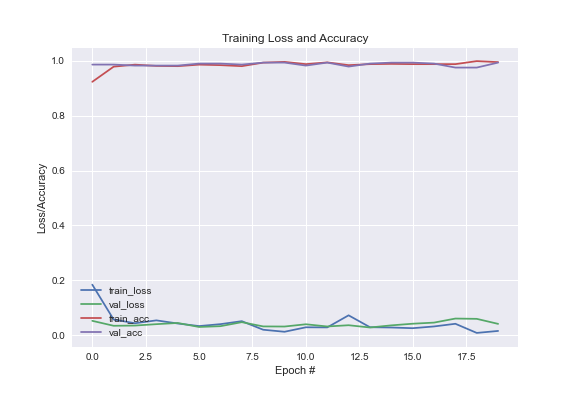 Training Loss and Accuracy
Loss/Accuracy
1.0
0.8
0.6
0.4
0.2
0.0
train_loss
val_loss
train_acc
val_acc
0.0 2.5 5.0 7.5 10.0 12.5 15.0 17.5
Epoch #